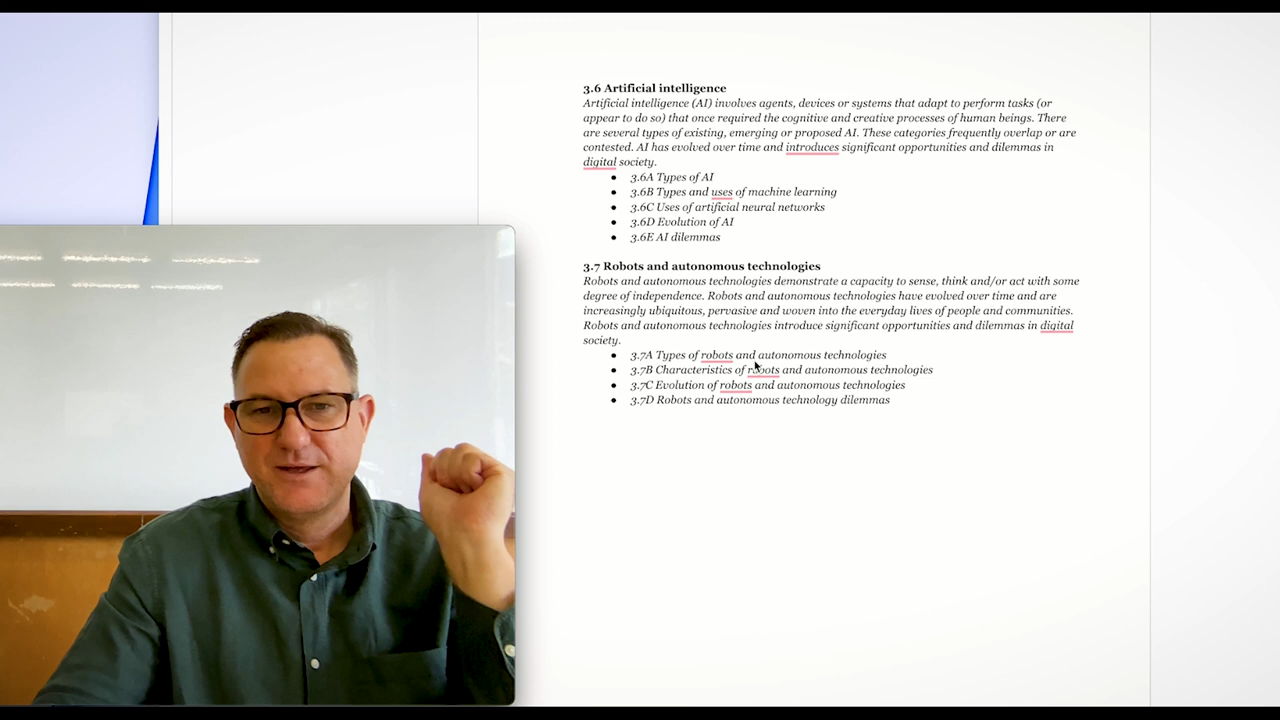 3.6 Artificial intelligence
Artificial intelligence (AI) involves agents, devices or systems that adapt to perform tasks (or
appear to do so) that once required the cognitive and creative processes of human beings. There
are several types of existing, emerging or proposed AI. These categories frequently overlap or are
contested. AI has evolved over time and introduces significant opportunities and dilemmas in
digital society.
● 3.6A Types of AI
● 3.6B Types and uses of machine learning
● 3.6C Uses of artificial neural networks
● 3.6D Evolution of AI
● 3.6E AI dilemmas
3.7 Robots and autonomous technologies
Robots and autonomous technologies demonstrate a capacity to sense, think and/or act with some
degree of independence. Robots and autonomous technologies have evolved over time and are
increasingly ubiquitous, pervasive and woven into the everyday lives of people and communities.
Robots and autonomous technologies introduce significant opportunities and dilemmas in digital
society.
● 3.7A Types of robots and autonomous technologies
● 3.7B Characteristics of robots and autonomous technologies
● 3.7C Evolution of robots and autonomous technologies
● 3.7D Robots and autonomous technology dilemmas